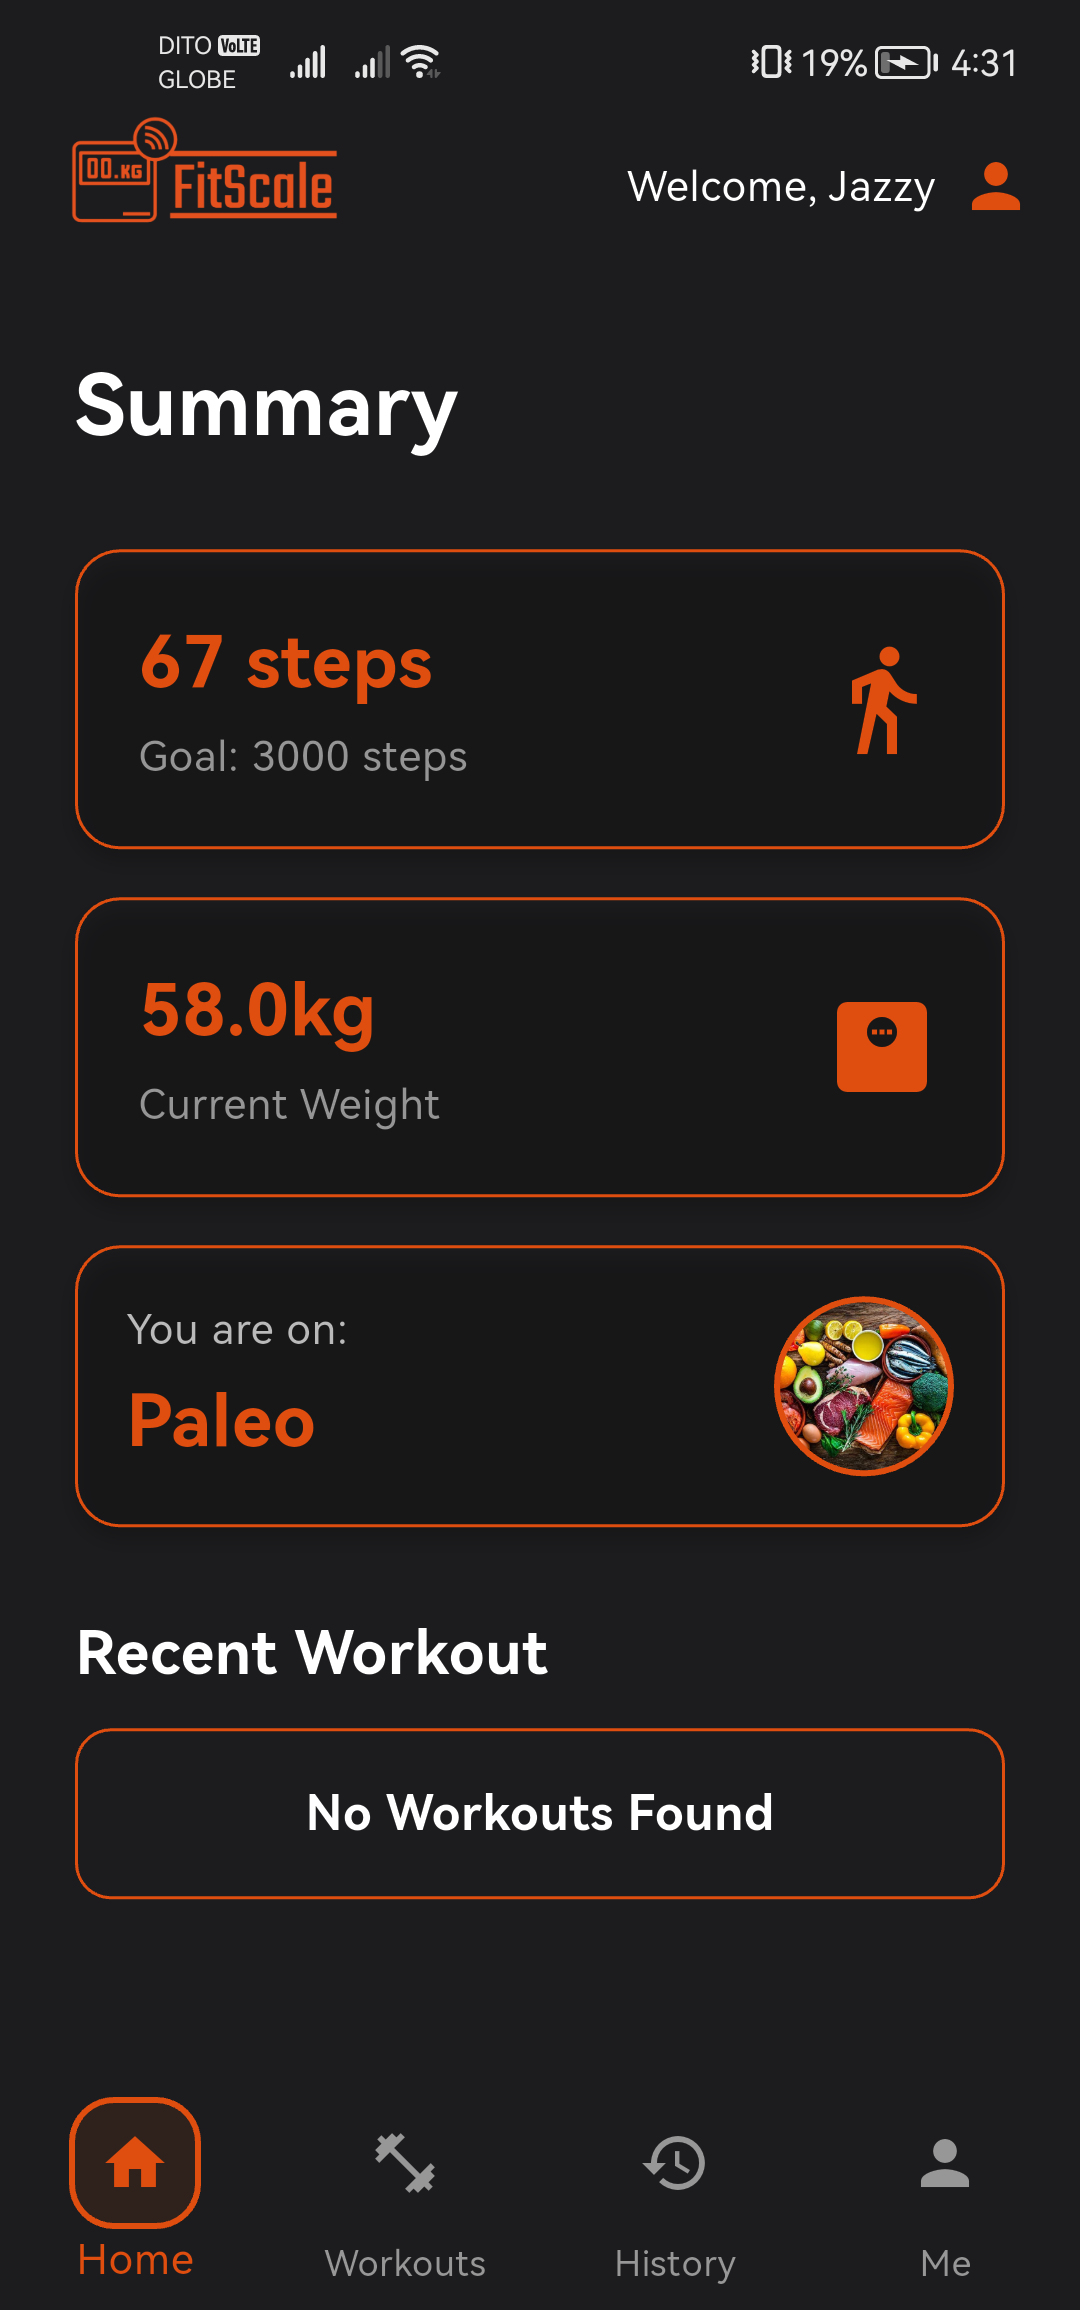 DITO VoLTE
GLOBE
19% 4:31
00.KG
FitScale
Welcome, Jazzy
Summary
67 steps
Goal: 3000 steps
58.0kg
Current Weight
You are on:
Paleo
Recent Workout
No Workouts Found
Home
Workouts
History
Me